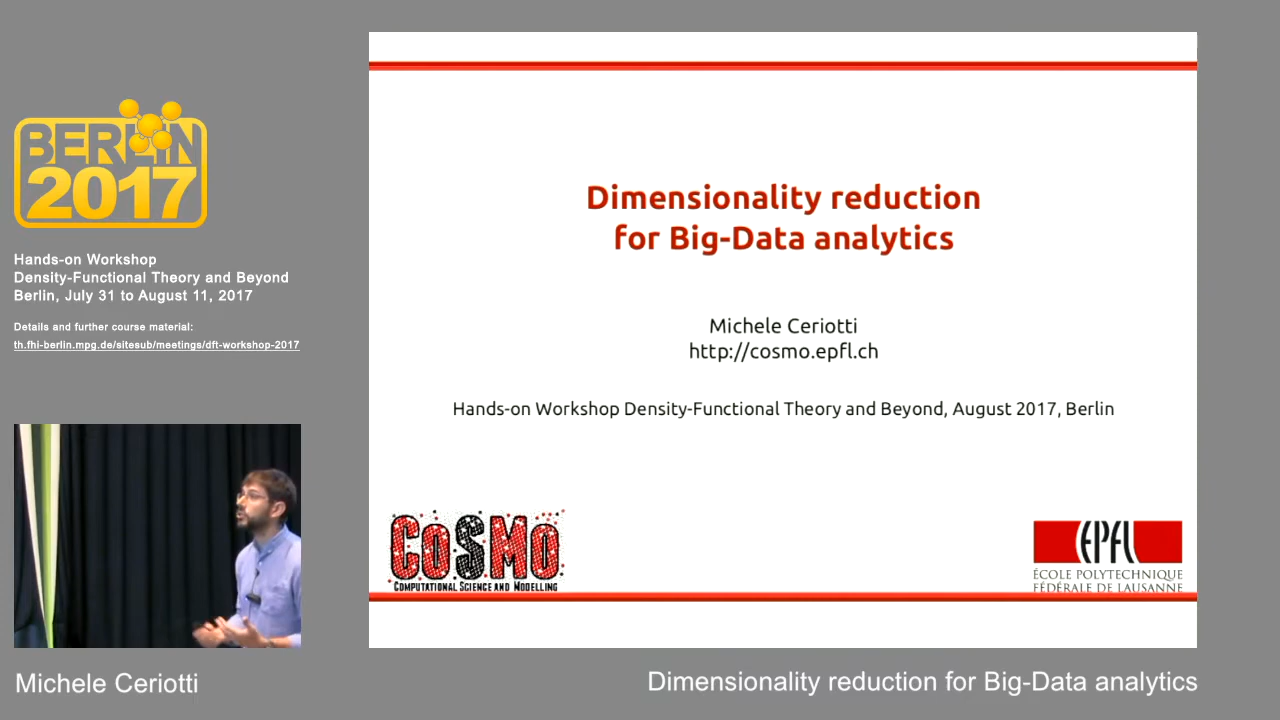 BERLIN
2017
Hands-on Workshop
Density-Functional Theory and Beyond
Berlin, July 31 to August 11, 2017
Details and further course material:
th.fhi-berlin.mpg.de/sitesub/meetings/dft-workshop-2017
Dimensionality reduction
for Big-Data analytics
Michele Ceriotti
http://cosmo.epfl.ch
Hands-on Workshop Density-Functional Theory and Beyond, August 2017, Berlin
CoSMo
Computational Science and Modelling
EPFL
ÉCOLE POLYTECHNIQUE
FÉDÉRALE DE LAUSANNE
Michele Ceriotti
Dimensionality reduction for Big-Data analytics